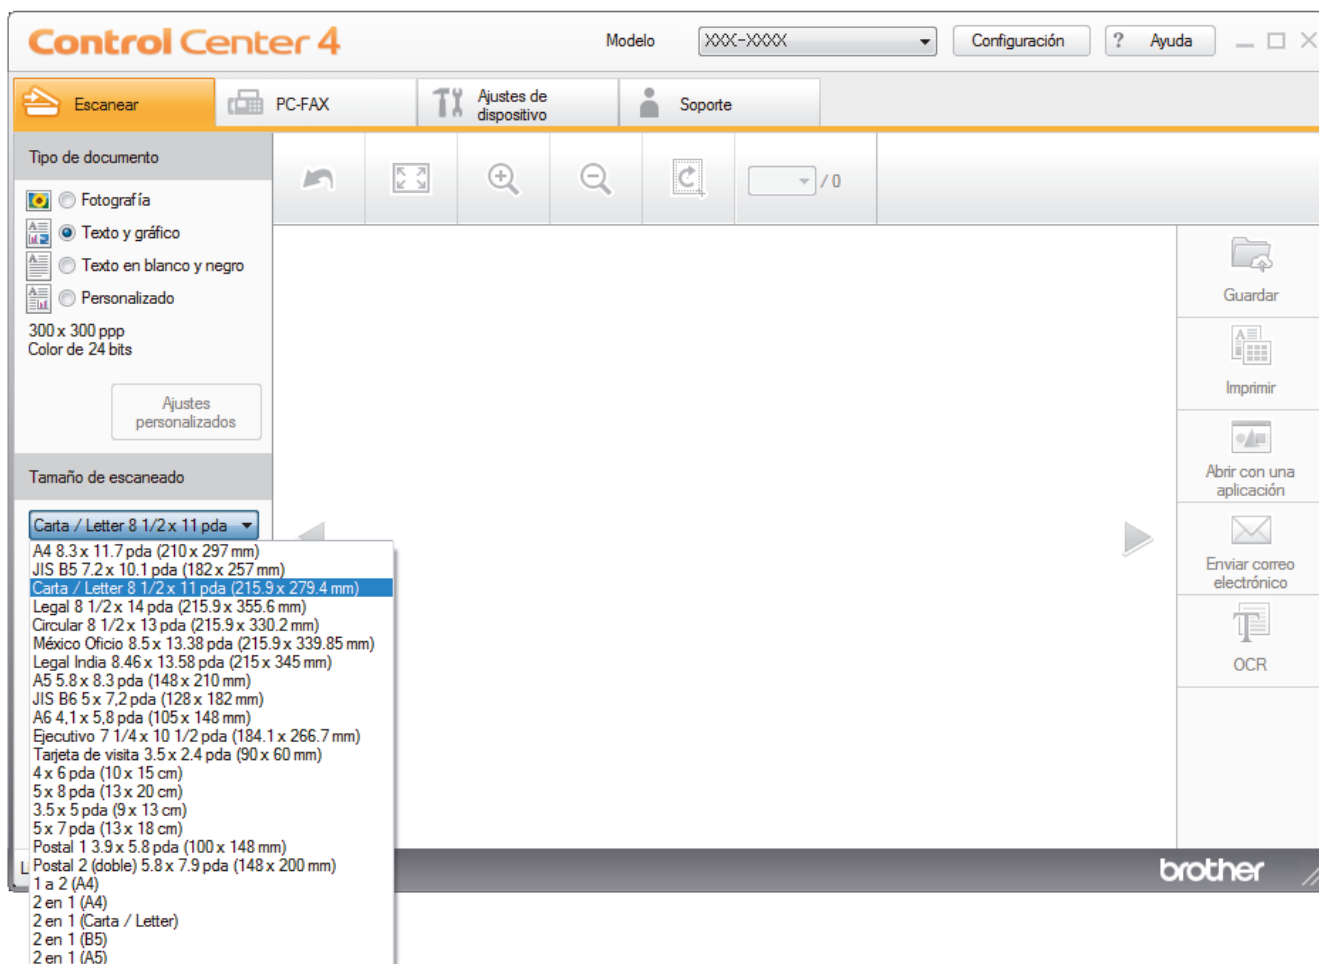 Control Center 4
Modelo
XXX-XXXX
Configuración
? Ayuda
Escanear
PC-FAX
Ajustes de
dispositivo
Soporte
Tipo de documento
/ 0
Fotografía
Texto y gráfico
Texto en blanco y negro
Personalizado
300 x 300 ppp
Color de 24 bits
Ajustes
personalizados
Tamaño de escaneado
Carta / Letter 8 1/2 x 11 pda
A4 8.3 x 11.7 pda (210 x 297 mm)
JIS B5 7.2 x 10.1 pda (182 x 257 mm)
Carta / Letter 8 1/2 x 11 pda (215.9 x 279.4 mm)
Legal 8 1/2 x 14 pda (215.9 x 355.6 mm)
Circular 8 1/2 x 13 pda (215.9 x 330.2 mm)
México Oficio 8.5 x 13.38 pda (215.9 x 339.85 mm)
Legal India 8.46 x 13.58 pda (215 x 345 mm)
A5 5.8 x 8.3 pda (148 x 210 mm)
JIS B6 5 x 7,2 pda (128 x 182 mm)
A6 4,1 x 5,8 pda (105 x 148 mm)
Ejecutivo 7 1/4 x 10 1/2 pda (184.1 x 266.7 mm)
Tarjeta de visita 3.5 x 2.4 pda (90 x 60 mm)
4 x 6 pda (10 x 15 cm)
5 x 8 pda (13 x 20 cm)
3.5 x 5 pda (9 x 13 cm)
5 x 7 pda (13 x 18 cm)
Postal 1 3.9 x 5.8 pda (100 x 148 mm)
Postal 2 (doble) 5.8 x 7.9 pda (148 x 200 mm)
1 a 2 (A4)
2 en 1 (A4)
2 en 1 (Carta / Letter)
2 en 1 (B5)
2 en 1 (A5)
Guardar
Imprimir
Abrir con una
aplicación
Enviar correo
electrónico
OCR
brother